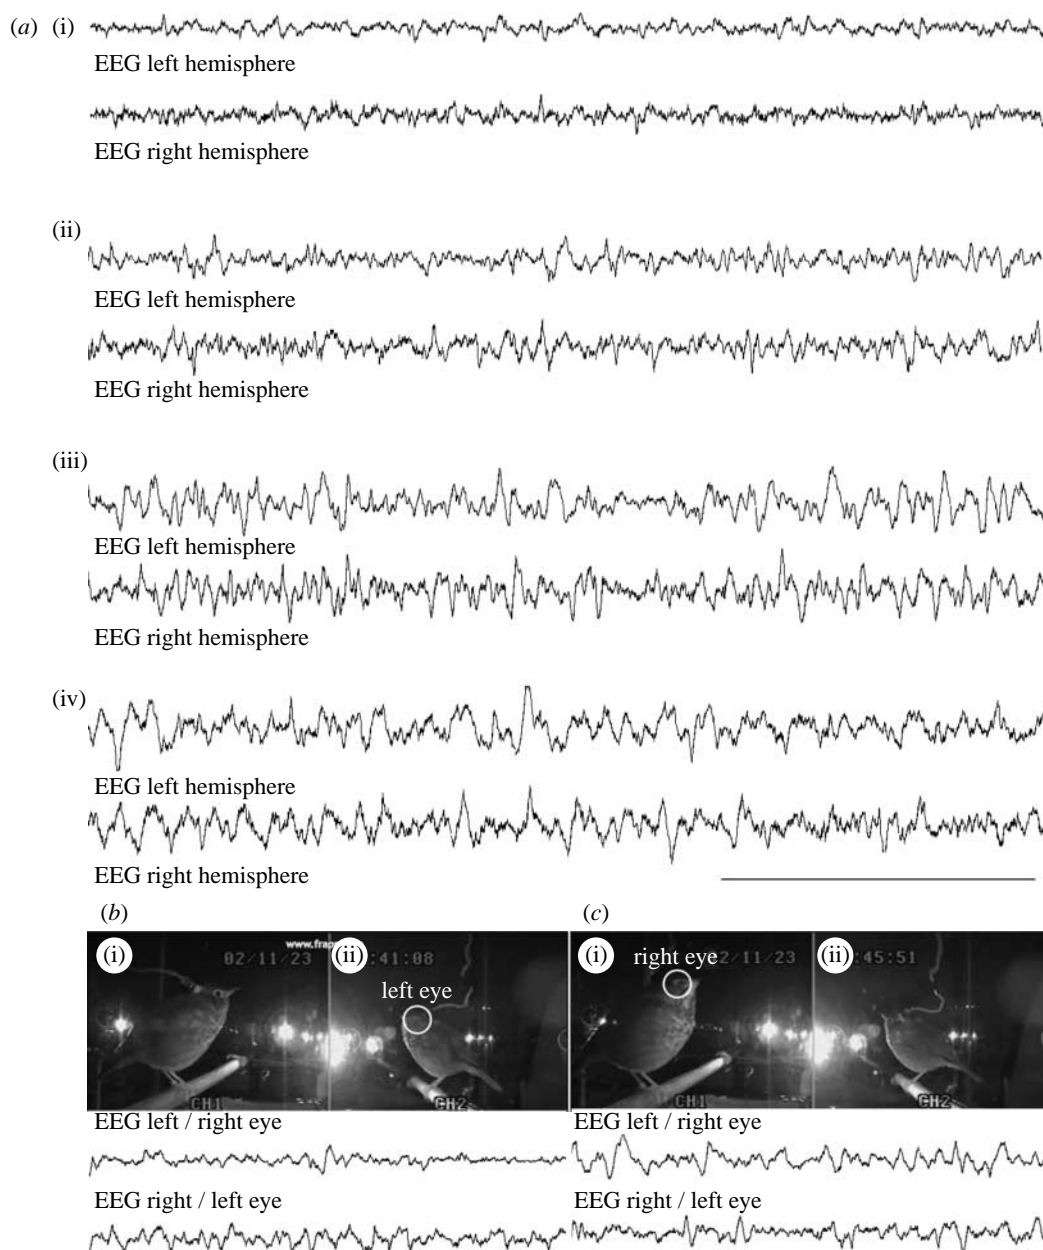 (a) (i)
EEG left hemisphere
EEG right hemisphere
(ii)
EEG left hemisphere
EEG right hemisphere
(iii)
EEG left hemisphere
EEG right hemisphere
(iv)
EEG left hemisphere
EEG right hemisphere
(b) (c)
(i) www.frap 02/11/23 (ii) :41:08 (i) right eye 2/11/23 (ii) :45:51
left eye
CH1 CH2 CH1 CH2
EEG left / right eye EEG left / right eye
EEG right / left eye EEG right / left eye